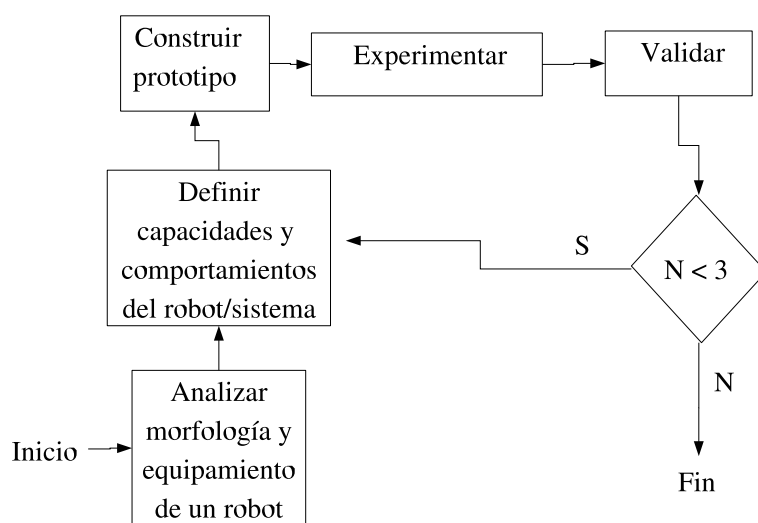 Construir
prototipo
Experimentar
Validar
Definir
capacidades y
comportamientos
del robot/sistema
S
N < 3
N
Analizar
morfología y
equipamiento
de un robot
Inicio
Fin